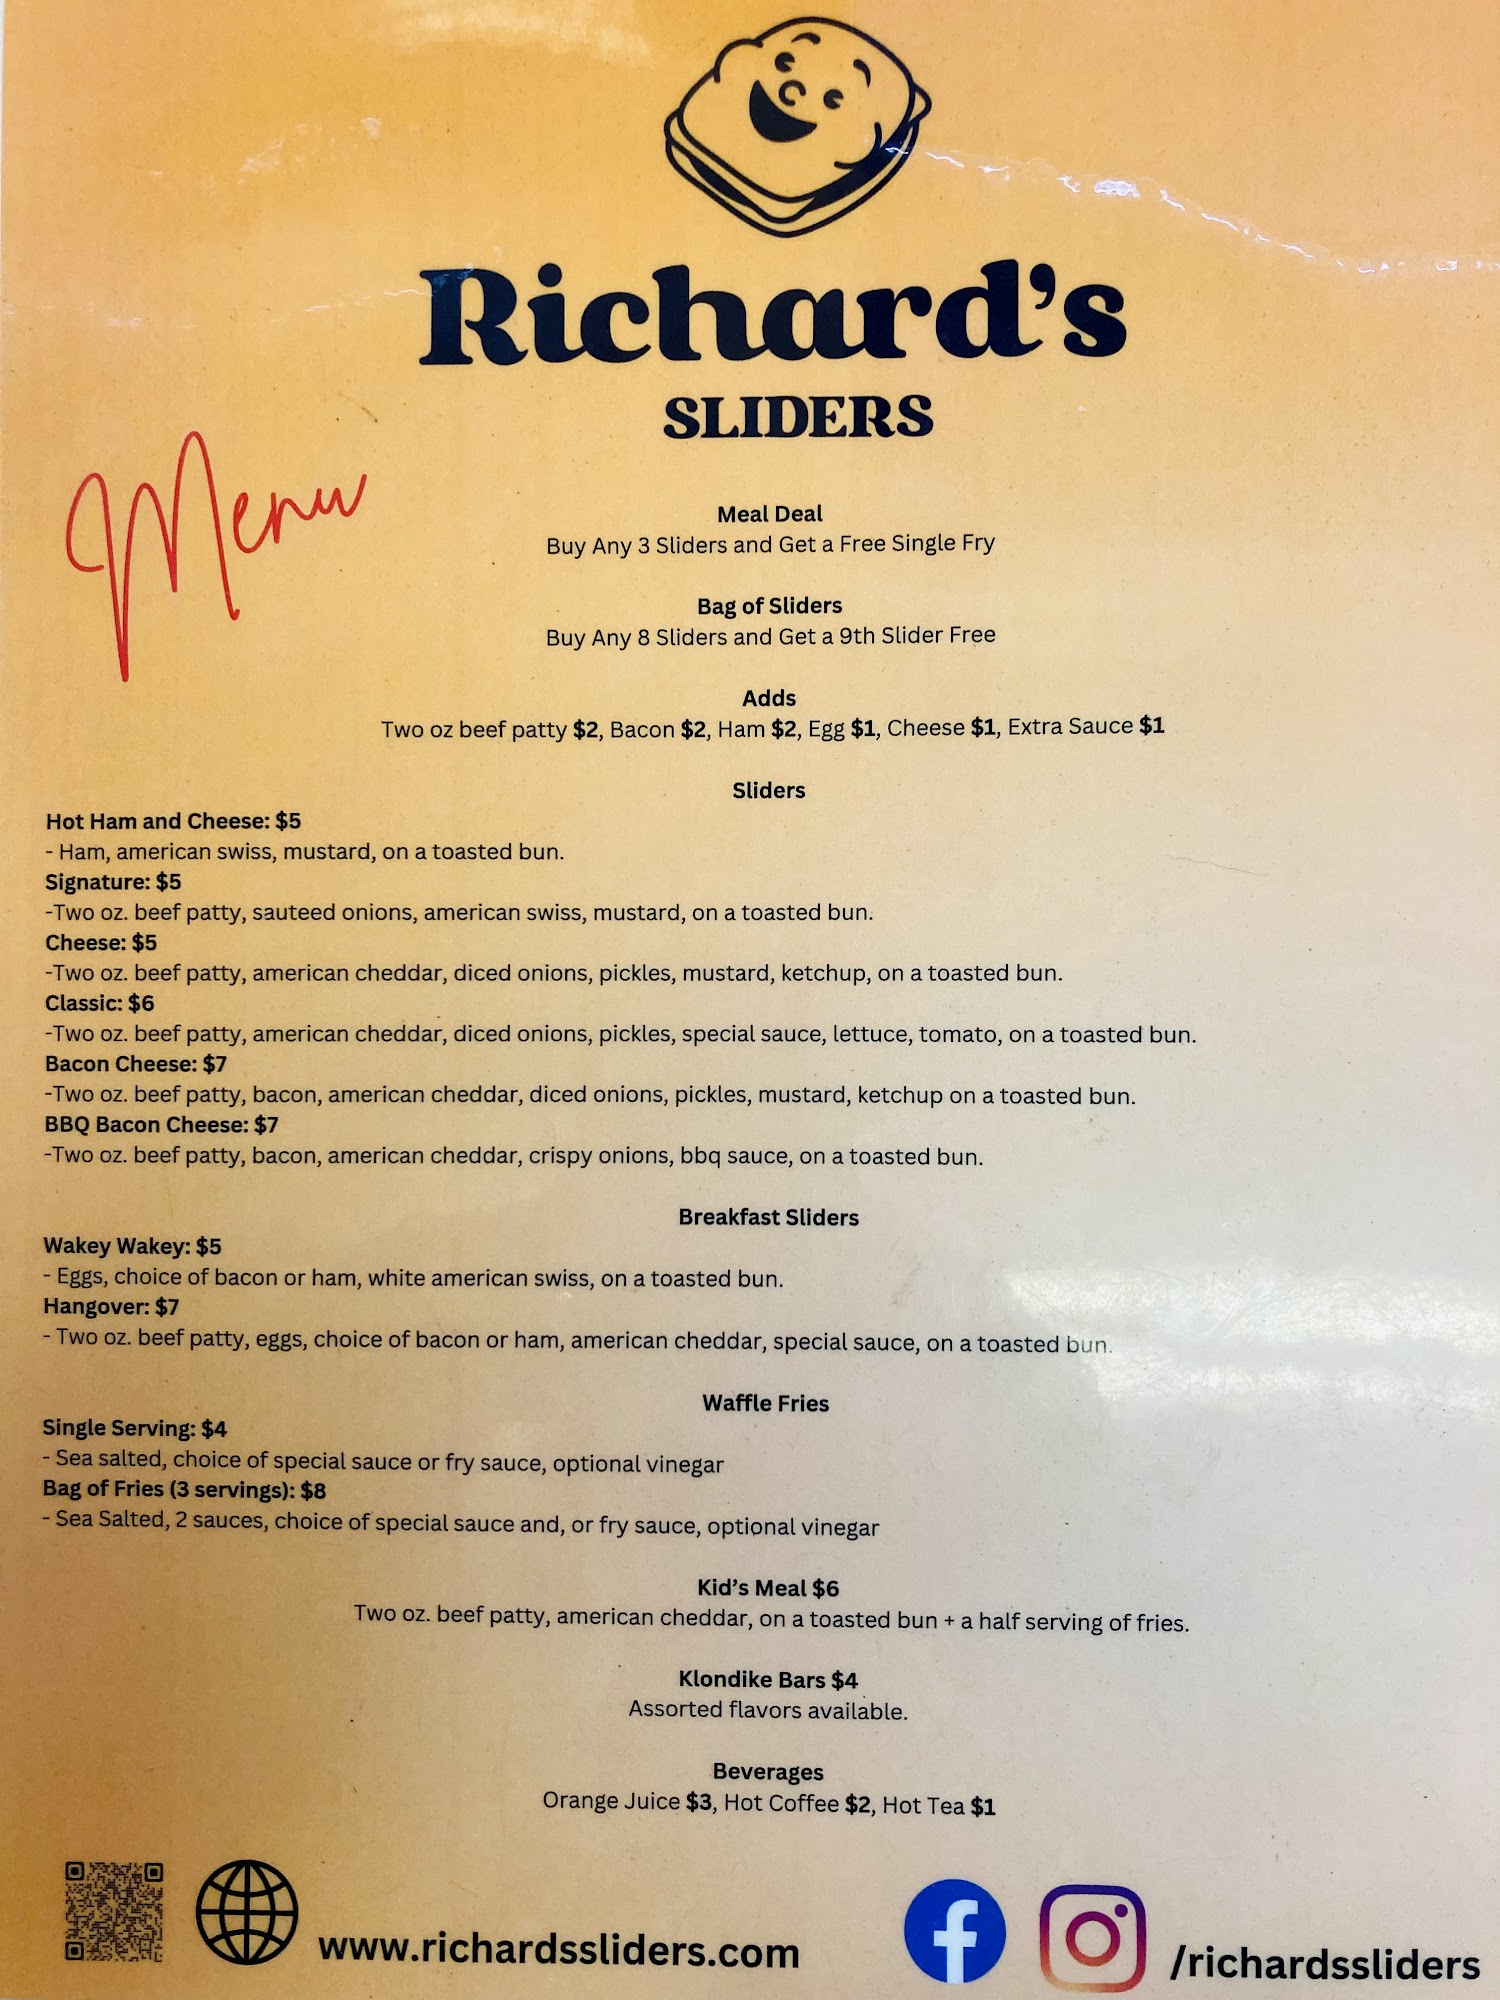 Richard's
SLIDERS
Menu
Meal Deal
Buy Any 3 Sliders and Get a Free Single Fry
Bag of Sliders
Buy Any 8 Sliders and Get a 9th Slider Free
Adds
Two oz beef patty $2, Bacon $2, Ham $2, Egg $1, Cheese $1, Extra Sauce $1
Sliders
Hot Ham and Cheese: $5
- Ham, american swiss, mustard, on a toasted bun.
Signature: $5
-Two oz. beef patty, sauteed onions, american swiss, mustard, on a toasted bun.
Cheese: $5
-Two oz. beef patty, american cheddar, diced onions, pickles, mustard, ketchup, on a toasted bun.
Classic: $6
-Two oz. beef patty, american cheddar, diced onions, pickles, special sauce, lettuce, tomato, on a toasted bun.
Bacon Cheese: $7
-Two oz. beef patty, bacon, american cheddar, diced onions, pickles, mustard, ketchup on a toasted bun.
BBQ Bacon Cheese: $7
-Two oz. beef patty, bacon, american cheddar, crispy onions, bbq sauce, on a toasted bun.
Breakfast Sliders
Wakey Wakey: $5
- Eggs, choice of bacon or ham, white american swiss, on a toasted bun.
Hangover: $7
- Two oz. beef patty, eggs, choice of bacon or ham, american cheddar, special sauce, on a toasted bun.
Waffle Fries
Single Serving: $4
- Sea salted, choice of special sauce or fry sauce, optional vinegar
Bag of Fries (3 servings): $8
- Sea Salted, 2 sauces, choice of special sauce and, or fry sauce, optional vinegar
Kid's Meal $6
Two oz. beef patty, american cheddar, on a toasted bun + a half serving of fries.
Klondike Bars $4
Assorted flavors available.
Beverages
Orange Juice $3, Hot Coffee $2, Hot Tea $1
www.richardssliders.com
/richardssliders